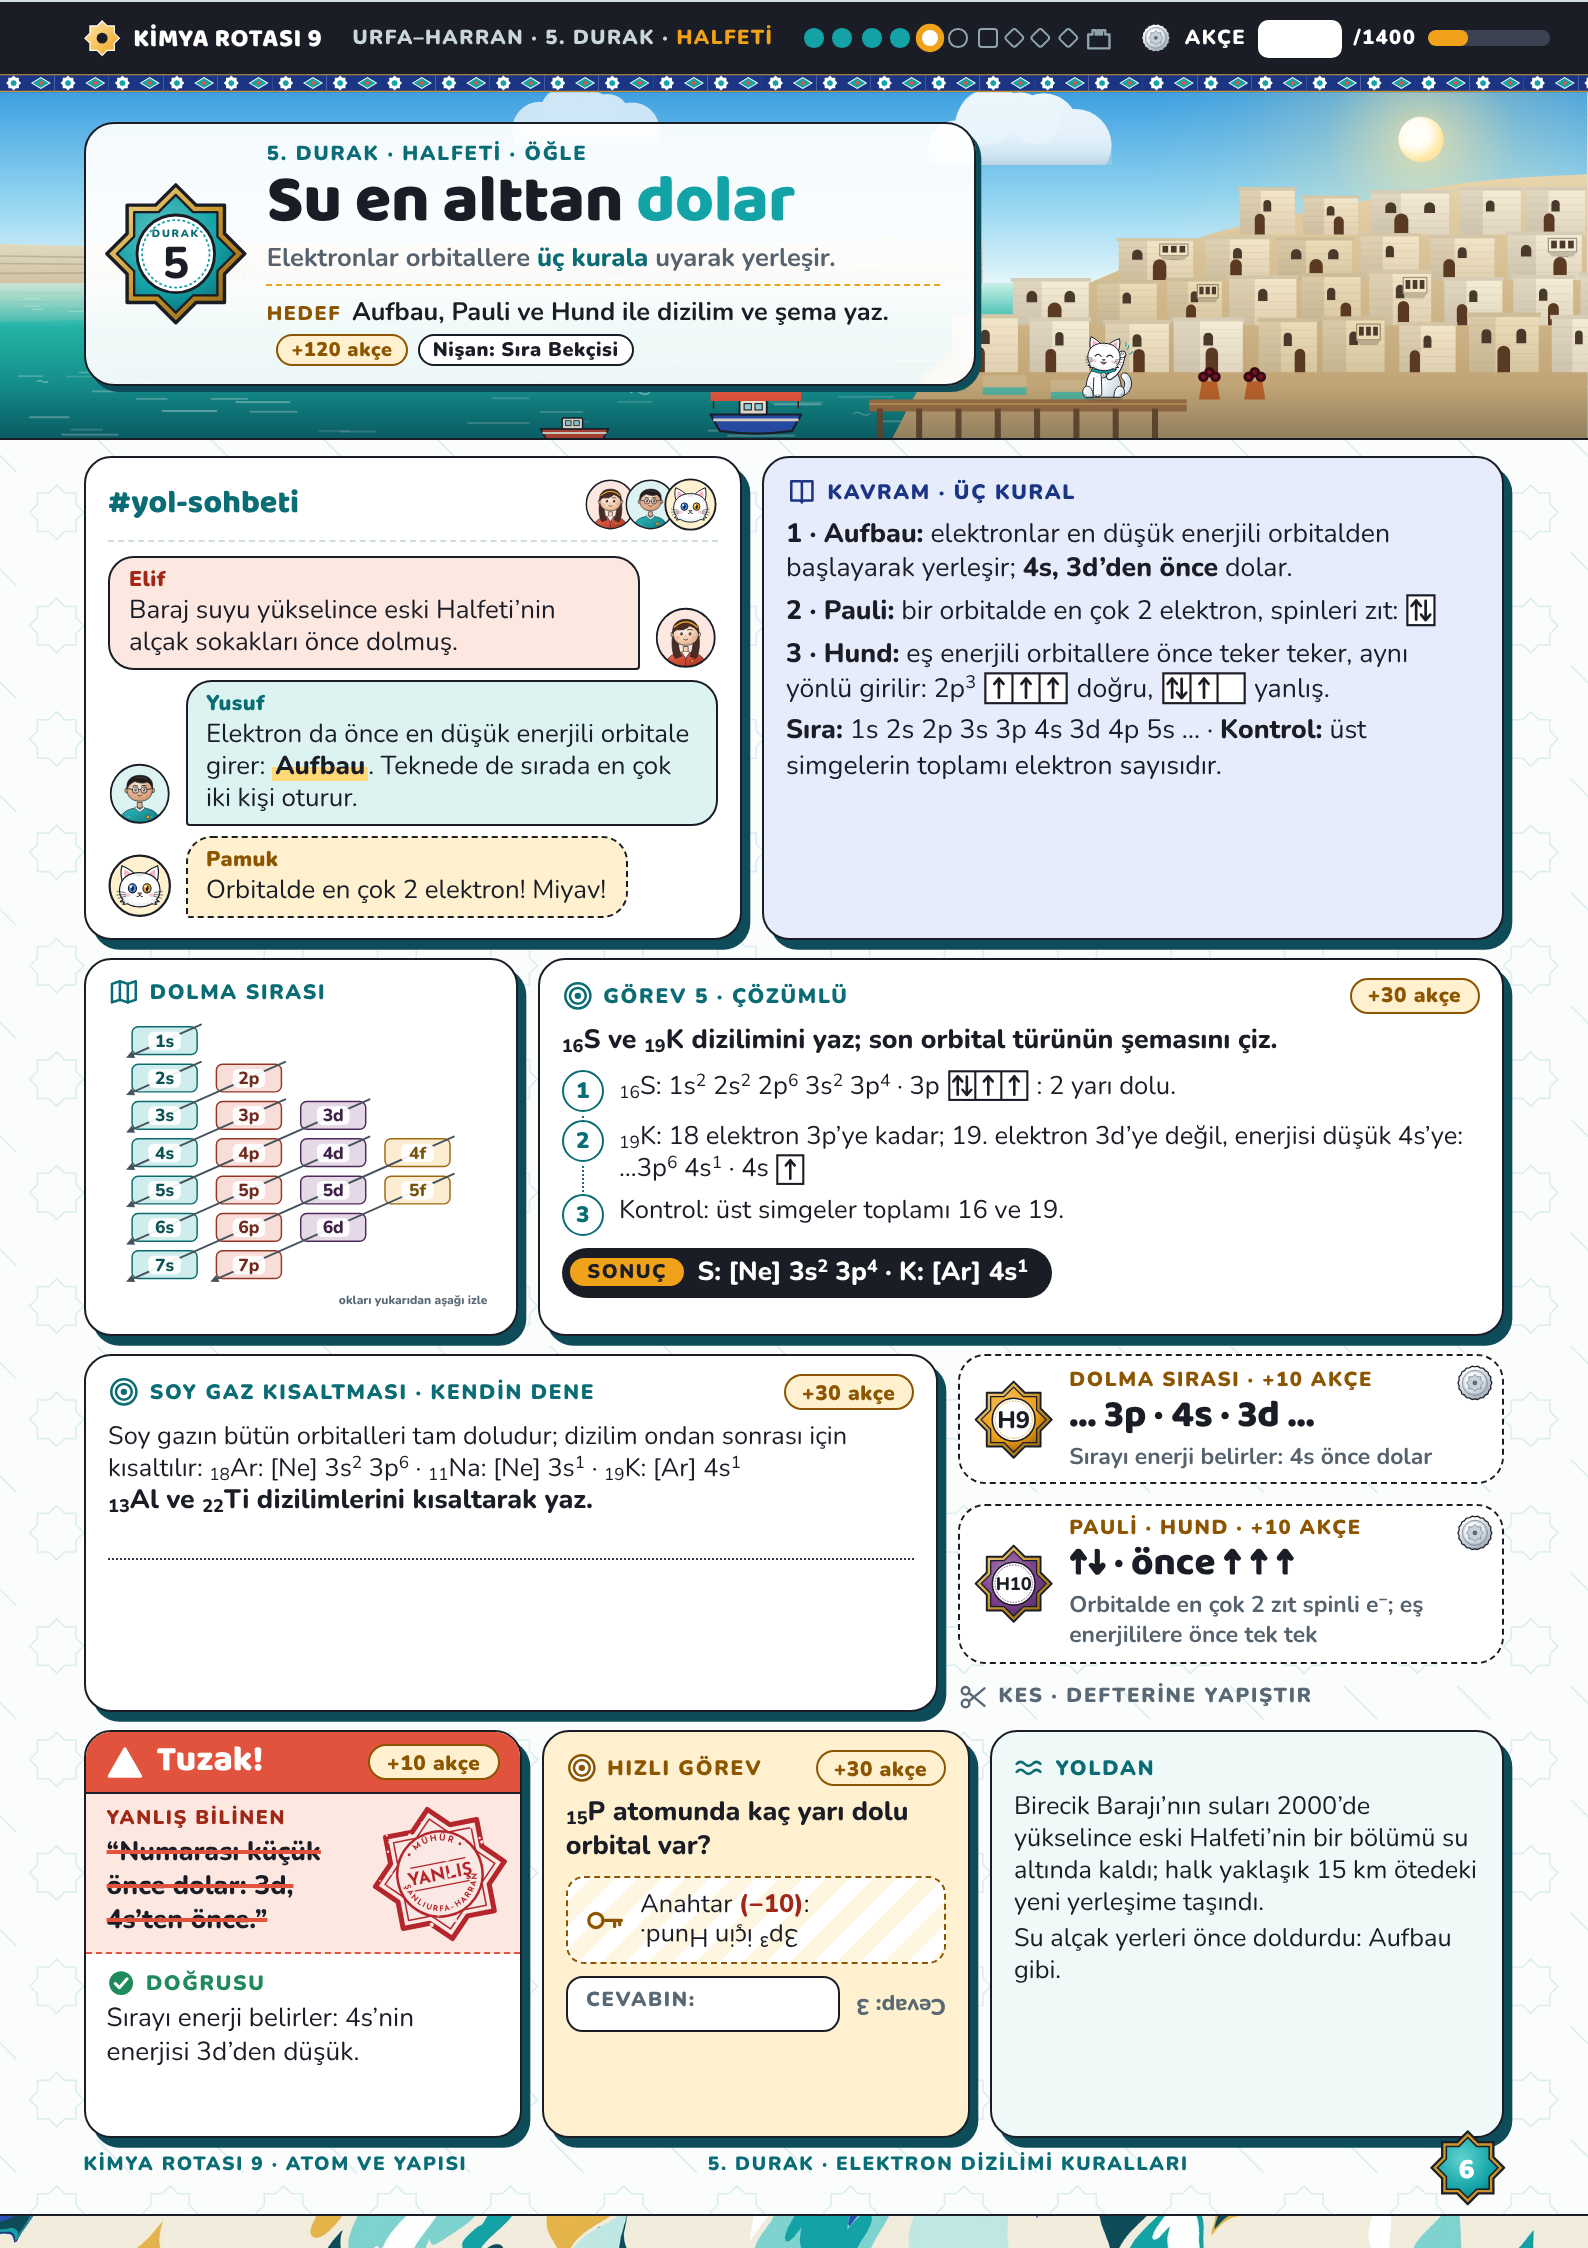 KİMYA ROTASI 9
URFA–HARRAN · 5. DURAK · HALFETİ
AKÇE /1400
5. DURAK · HALFETİ · ÖĞLE
Su en alttan dolar
DURAK
5
Elektronlar orbitallere üç kurala uyarak yerleşir.
HEDEF Aufbau, Pauli ve Hund ile dizilim ve şema yaz.
+120 akçe Nişan: Sıra Bekçisi
#yol-sohbeti
Elif
Baraj suyu yükselince eski Halfeti’nin
alçak sokakları önce dolmuş.
Yusuf
Elektron da önce en düşük enerjili orbitale
girer: Aufbau. Teknede de sırada en çok
iki kişi oturur.
Pamuk
Orbitalde en çok 2 elektron! Miyav!
KAVRAM · ÜÇ KURAL
1 · Aufbau: elektronlar en düşük enerjili orbitalden
başlayarak yerleşir; 4s, 3d’den önce dolar.
2 · Pauli: bir orbitalde en çok 2 elektron, spinleri zıt: ↑↓
3 · Hund: eş enerjili orbitallere önce teker teker, aynı
yönlü girilir: 2p³ ↑ ↑ ↑ doğru, ↑↓ ↑ yanlış.
Sıra: 1s 2s 2p 3s 3p 4s 3d 4p 5s ... · Kontrol: üst
simgelerin toplamı elektron sayısıdır.
DOLMA SIRASI
1s
2s 2p
3s 3p 3d
4s 4p 4d 4f
5s 5p 5d 5f
6s 6p 6d
7s 7p
okları yukarıdan aşağı izle
GÖREV 5 · ÇÖZÜMLÜ
+30 akçe
₁₆S ve ₁₉K dizilimini yaz; son orbital türünün şemasını çiz.
1 ₁₆S: 1s² 2s² 2p⁶ 3s² 3p⁴ · 3p ↑↓ ↑ ↑ : 2 yarı dolu.
2 ₁₉K: 18 elektron 3p’ye kadar; 19. elektron 3d’ye değil, enerjisi düşük 4s’ye:
...3p⁶ 4s¹ · 4s ↑
3 Kontrol: üst simgeler toplamı 16 ve 19.
SONUÇ S: [Ne] 3s² 3p⁴ · K: [Ar] 4s¹
SOY GAZ KISALTMASI · KENDİN DENE
+30 akçe
Soy gazın bütün orbitalleri tam doludur; dizilim ondan sonrası için
kısaltılır: ₁₈Ar: [Ne] 3s² 3p⁶ · ₁₁Na: [Ne] 3s¹ · ₁₉K: [Ar] 4s¹
₁₃Al ve ₂₂Ti dizilimlerini kısaltarak yaz.
H9
DOLMA SIRASI · +10 AKÇE
... 3p · 4s · 3d ...
Sırayı enerji belirler: 4s önce dolar
H10
PAULİ · HUND · +10 AKÇE
↑↓ · önce ↑ ↑ ↑
Orbitalde en çok 2 zıt spinli e⁻; eş
enerjililere önce tek tek
KES · DEFTERİNE YAPIŞTIR
Tuzak!
+10 akçe
YANLIŞ BİLİNEN
“Numarası küçük
önce dolar: 3d,
4s’ten önce.”
MÜHÜR
YANLIŞ
ŞANLIURFA-HARRAN
DOĞRUSU
Sırayı enerji belirler: 4s’nin
enerjisi 3d’den düşük.
HIZLI GÖREV
+30 akçe
₁₅P atomunda kaç yarı dolu
orbital var?
Anahtar (−10):
3p³ için Hund.
CEVABIN:
Cevap: 3
YOLDAN
Birecik Barajı’nın suları 2000’de
yükselince eski Halfeti’nin bir bölümü su
altında kaldı; halk yaklaşık 15 km ötedeki
yeni yerleşime taşındı.
Su alçak yerleri önce doldurdu: Aufbau
gibi.
KİMYA ROTASI 9 · ATOM VE YAPISI
5. DURAK · ELEKTRON DİZİLİMİ KURALLARI
6